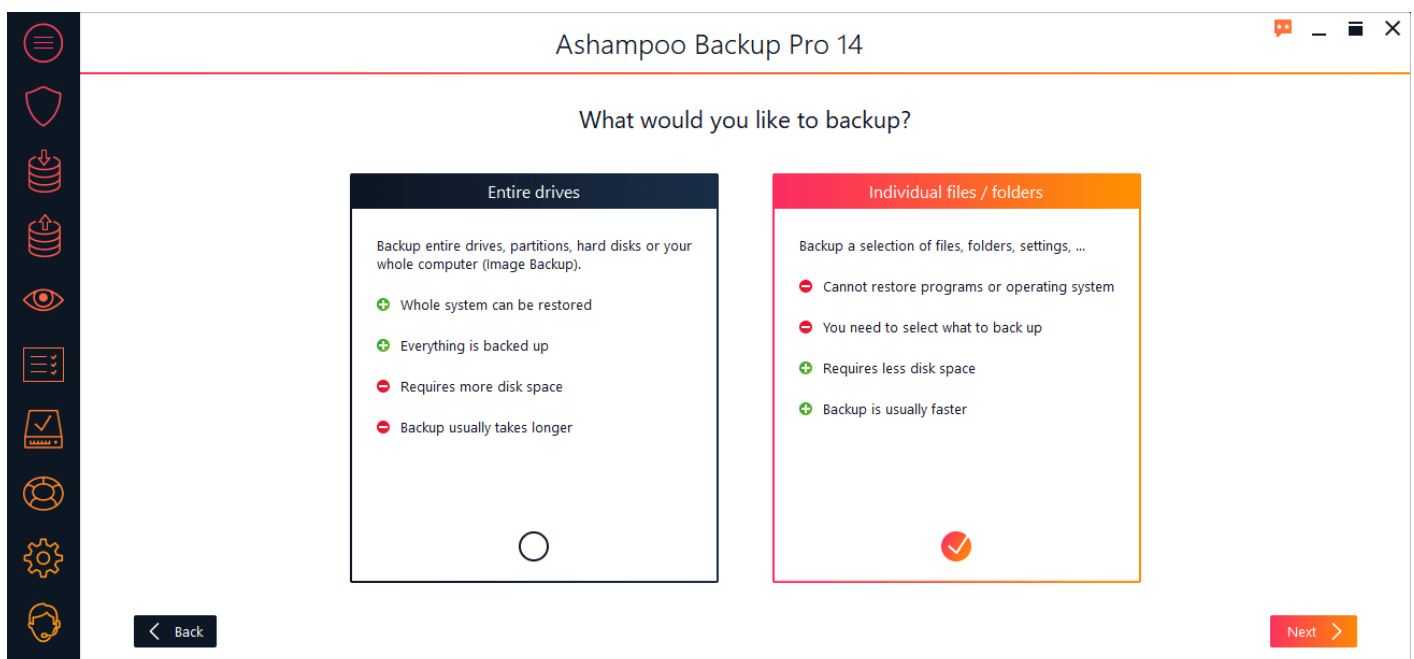 Ashampoo Backup Pro 14
What would you like to backup?
Entire drives
Backup entire drives, partitions, hard disks or your
whole computer (Image Backup).
Whole system can be restored
Everything is backed up
Requires more disk space
Backup usually takes longer
Individual files / folders
Backup a selection of files, folders, settings, ...
Cannot restore programs or operating system
You need to select what to back up
Requires less disk space
Backup is usually faster
Back
Next